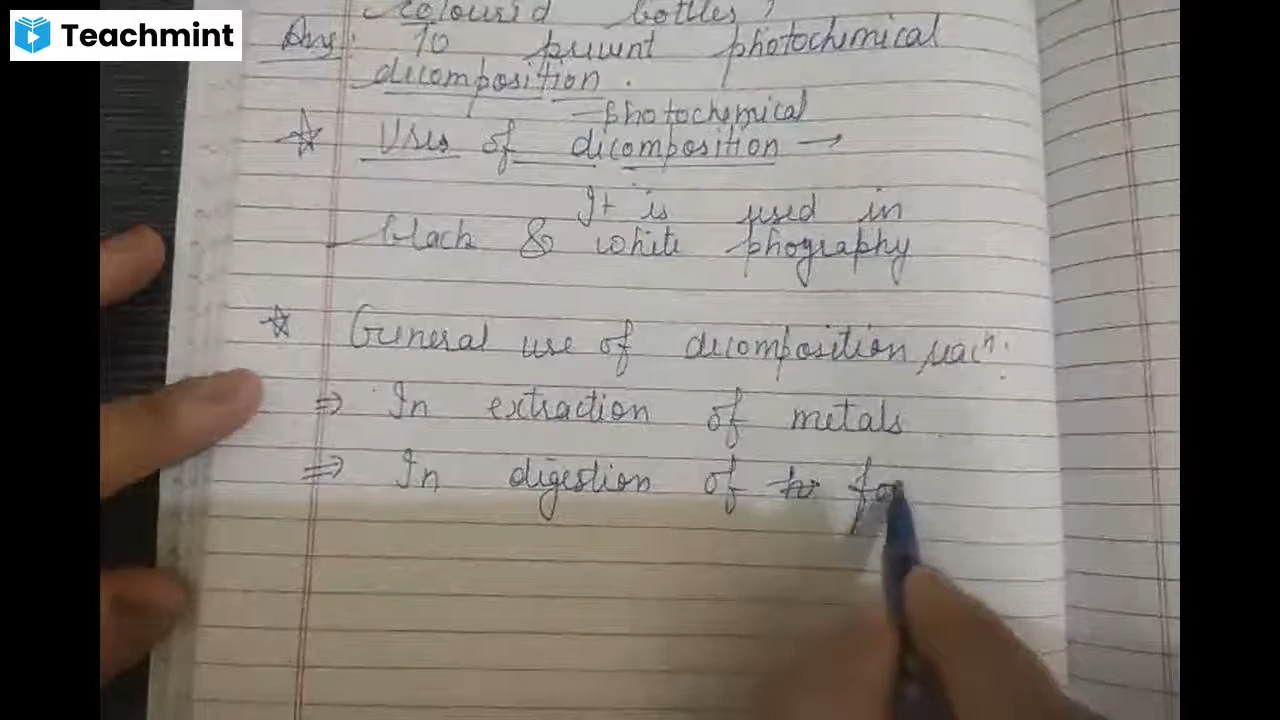 Teachmint
coloured bottles?
Ans: To prevent photochemical
decomposition.
photochemical
Uses of decomposition →
It is used in
black & white phography
General use of decomposition reacⁿ:
⇒ In extraction of metals
⇒ In digestion of